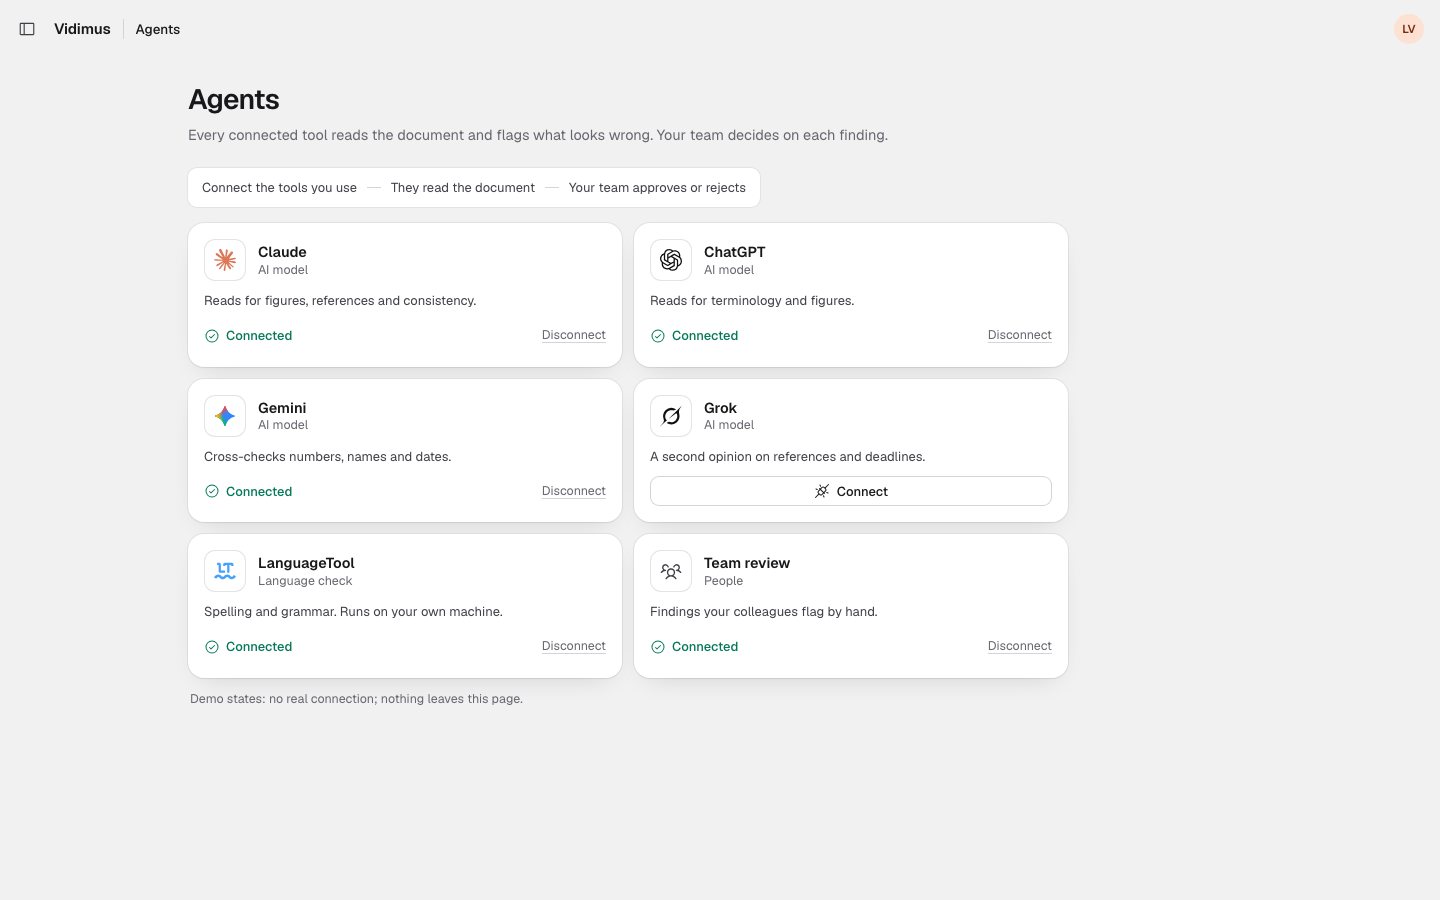 Vidimus
Agents
LV
Agents
Every connected tool reads the document and flags what looks wrong. Your team decides on each finding.
Connect the tools you use — They read the document — Your team approves or rejects
Claude
AI model
Reads for figures, references and consistency.
Connected
Disconnect
ChatGPT
AI model
Reads for terminology and figures.
Connected
Disconnect
Gemini
AI model
Cross-checks numbers, names and dates.
Connected
Disconnect
Grok
AI model
A second opinion on references and deadlines.
Connect
LT
LanguageTool
Language check
Spelling and grammar. Runs on your own machine.
Connected
Disconnect
Team review
People
Findings your colleagues flag by hand.
Connected
Disconnect
Demo states: no real connection; nothing leaves this page.